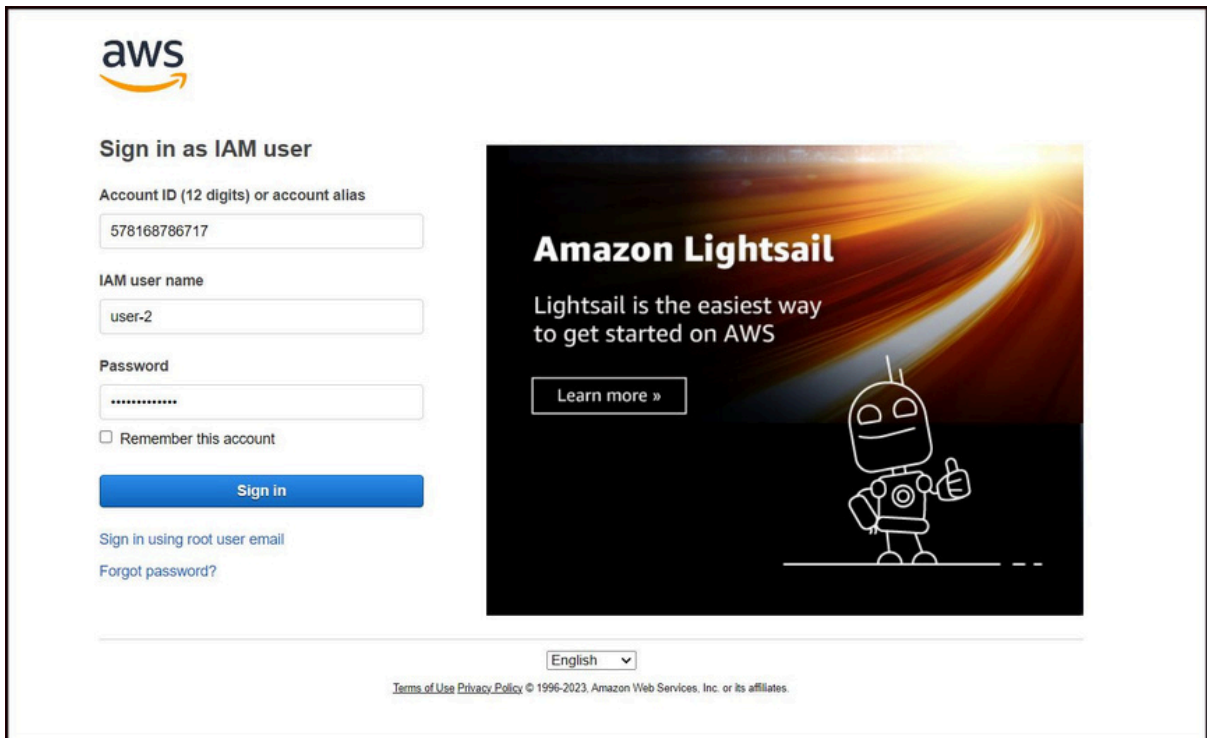 aws
Sign in as IAM user
Account ID (12 digits) or account alias
578168786717
IAM user name
user-2
Password
•••••••••••••
Remember this account
Sign in
Sign in using root user email
Forgot password?
Amazon Lightsail
Lightsail is the easiest way
to get started on AWS
Learn more »
English
Terms of Use Privacy Policy © 1996-2023, Amazon Web Services, Inc. or its affiliates.